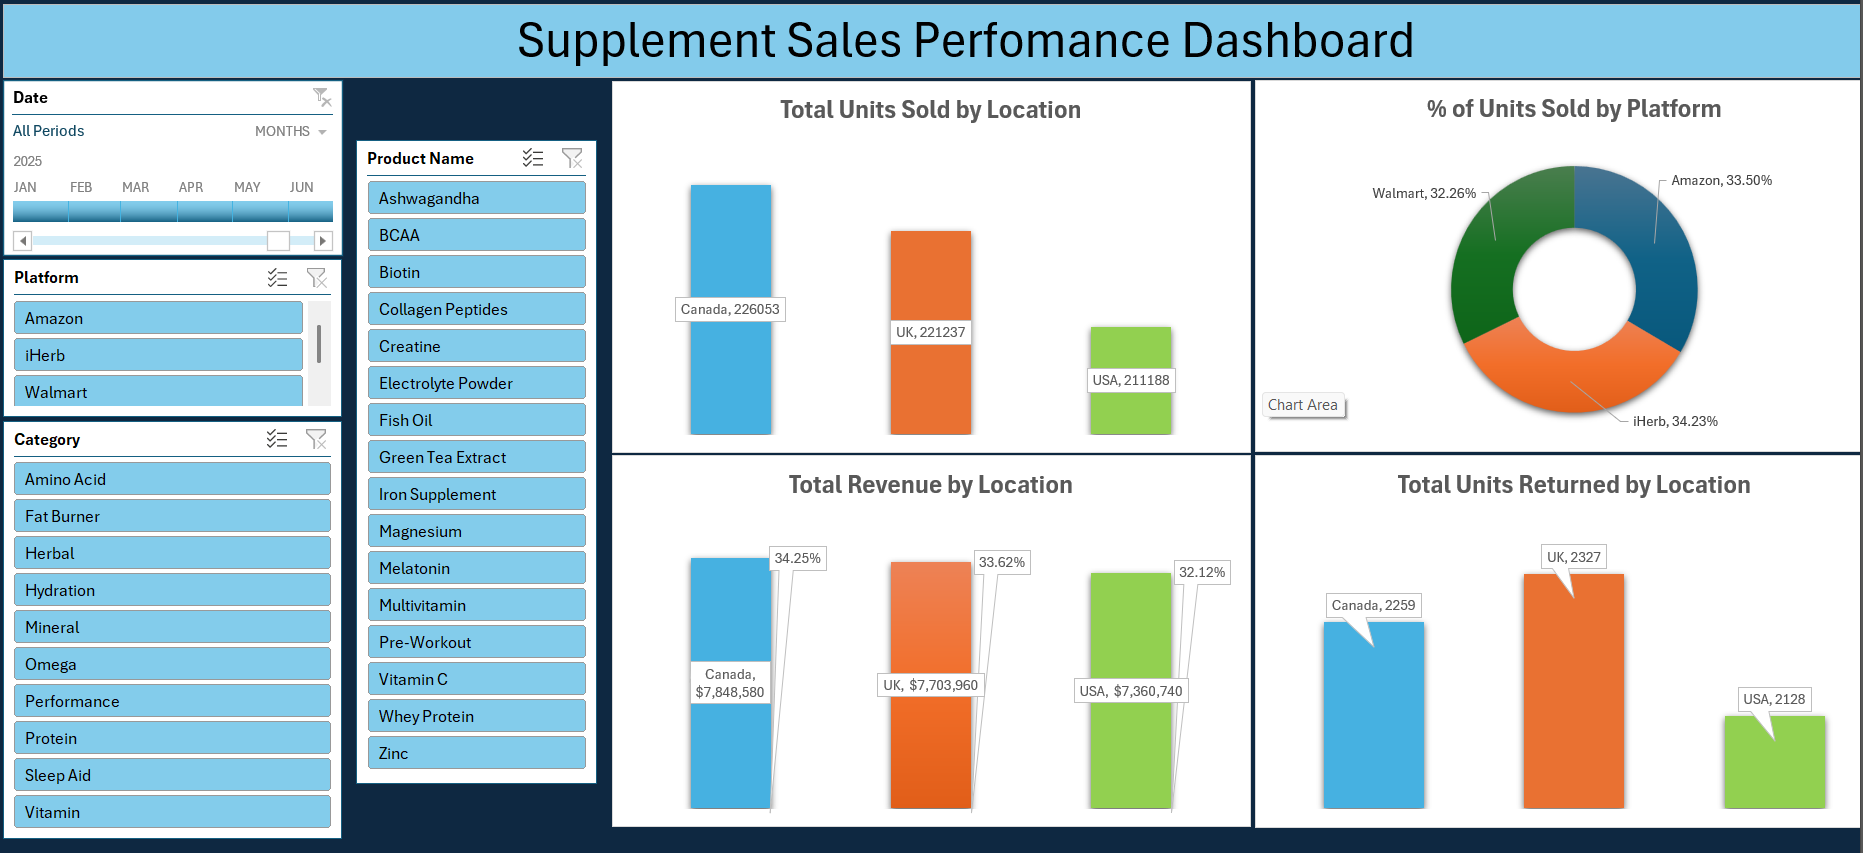 Supplement Sales Perfomance Dashboard
Date
All Periods
MONTHS
2025
JAN FEB MAR APR MAY JUN
Platform
Amazon
iHerb
Walmart
Category
Amino Acid
Fat Burner
Herbal
Hydration
Mineral
Omega
Performance
Protein
Sleep Aid
Vitamin
Product Name
Ashwagandha
BCAA
Biotin
Collagen Peptides
Creatine
Electrolyte Powder
Fish Oil
Green Tea Extract
Iron Supplement
Magnesium
Melatonin
Multivitamin
Pre-Workout
Vitamin C
Whey Protein
Zinc
Total Units Sold by Location
Canada, 226053
UK, 221237
USA, 211188
% of Units Sold by Platform
Walmart, 32.26%
Amazon, 33.50%
iHerb, 34.23%
Chart Area
Total Revenue by Location
34.25%
33.62%
32.12%
Canada,
$7,848,580
UK, $7,703,960
USA, $7,360,740
Total Units Returned by Location
Canada, 2259
UK, 2327
USA, 2128